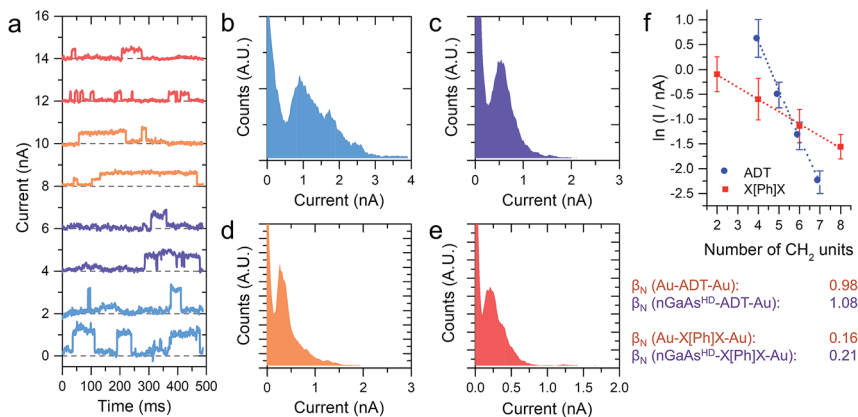 a
16
14
12
10
8
6
4
2
0
Current (nA)
0 100 200 300 400 500
Time (ms)
b
Counts (A.U.)
0 1 2 3 4
Current (nA)
c
Counts (A.U.)
0 1 2 3
Current (nA)
d
Counts (A.U.)
0 1 2 3
Current (nA)
e
Counts (A.U.)
0.0 0.5 1.0 1.5 2.0
Current (nA)
f
1.0
0.5
0.0
-0.5
-1.0
-1.5
-2.0
-2.5
ln (I / nA)
ADT
X[Ph]X
2 3 4 5 6 7 8
Number of CH₂ units
βN (Au-ADT-Au): 0.98
βN (nGaAsᴴᴰ-ADT-Au): 1.08
βN (Au-X[Ph]X-Au): 0.16
βN (nGaAsᴴᴰ-X[Ph]X-Au): 0.21